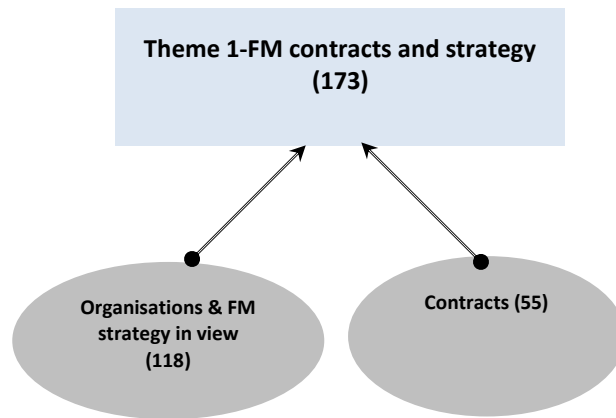 Theme 1-FM contracts and strategy
(173)
Organisations & FM
strategy in view
(118)
Contracts (55)